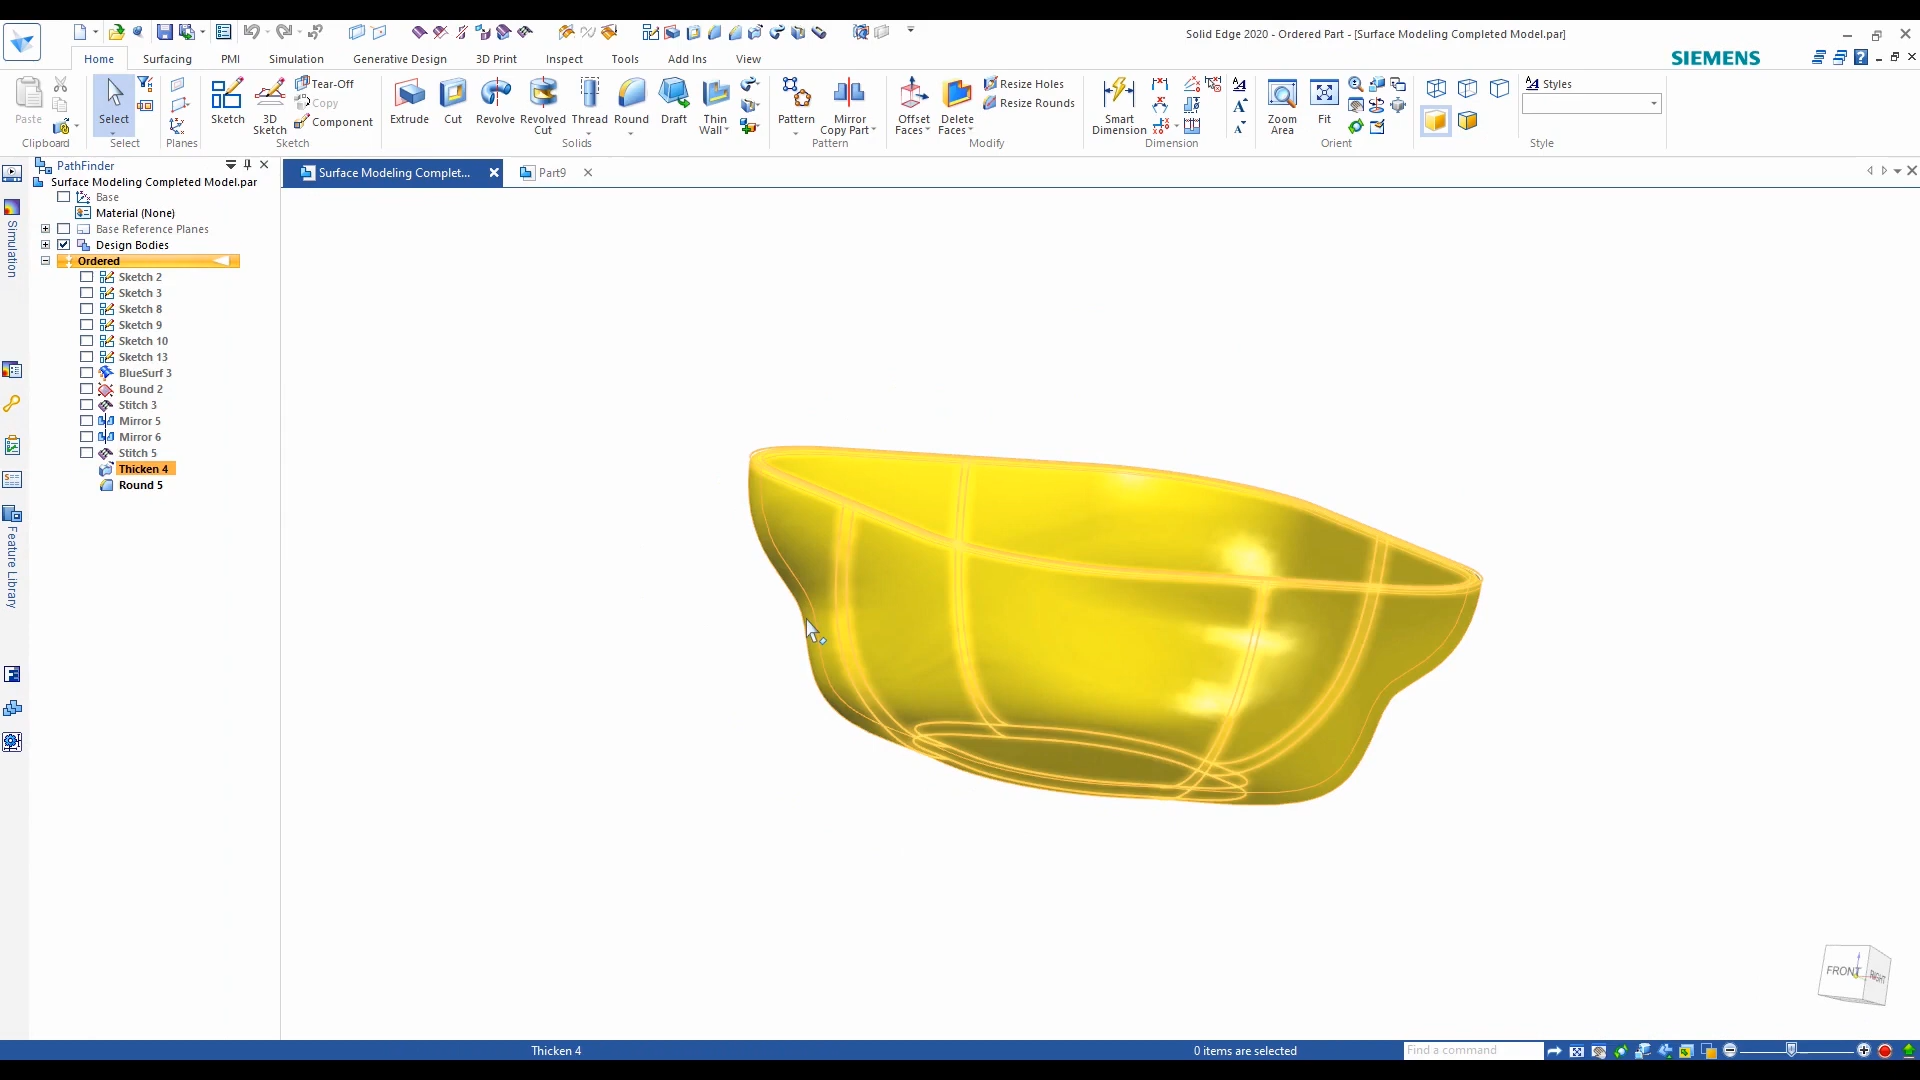 Solid Edge 2020 - Ordered Part - [Surface Modeling Completed Model.par]
Home Surfacing PMI Simulation Generative Design 3D Print Inspect Tools Add Ins View
SIEMENS
Paste
Clipboard
Select
Select
Planes
Sketch
3D Sketch
Tear-Off
Copy
Component
Sketch
Extrude
Cut
Revolve
Revolved Cut
Thread
Round
Draft
Thin Wall
Solids
Pattern
Mirror Copy Part
Pattern
Offset Faces
Delete Faces
Resize Holes
Resize Rounds
Modify
Smart Dimension
Dimension
Zoom Area
Fit
Orient
Styles
Style
PathFinder
Surface Modeling Complet...
Part9
Surface Modeling Completed Model.par
Base
Material (None)
Base Reference Planes
Design Bodies
Ordered
Sketch 2
Sketch 3
Sketch 8
Sketch 9
Sketch 10
Sketch 13
BlueSurf 3
Bound 2
Stitch 3
Mirror 5
Mirror 6
Stitch 5
Thicken 4
Round 5
Simulation
Feature Library
FRONT
RIGHT
Thicken 4
0 items are selected
Find a command